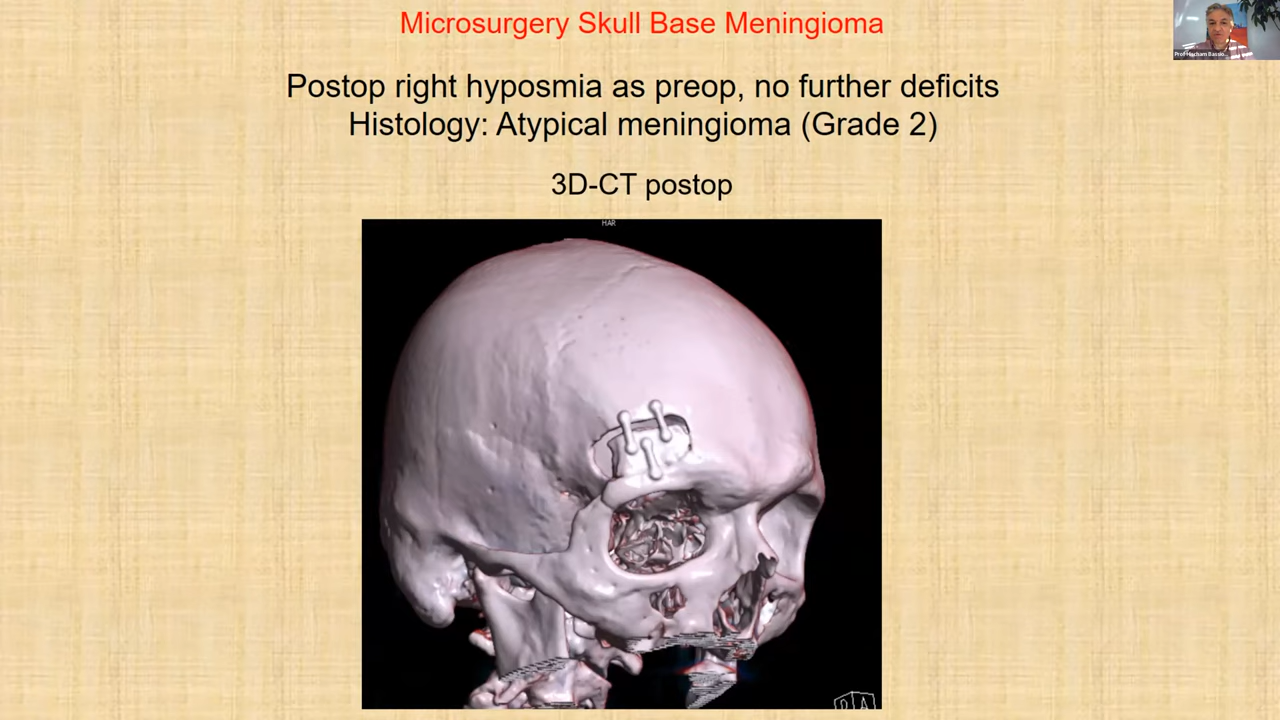 Microsurgery Skull Base Meningioma
Postop right hyposmia as preop, no further deficits
Histology: Atypical meningioma (Grade 2)
3D-CT postop
HAR